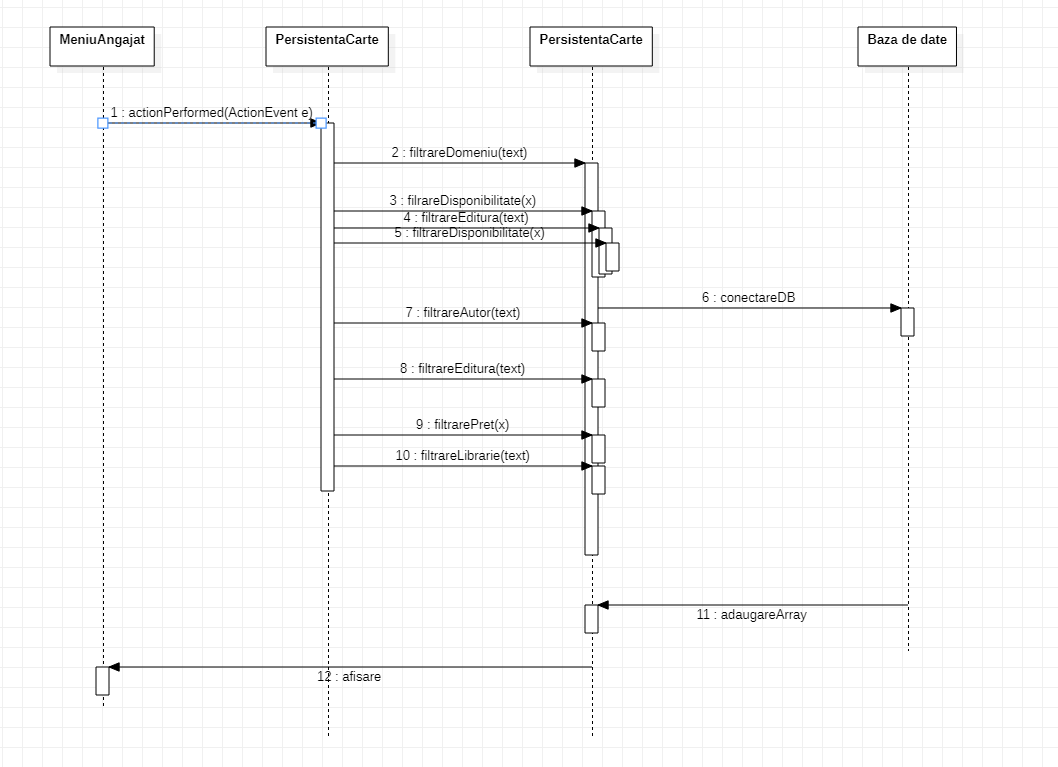 MeniuAngajat
PersistentaCarte
PersistentaCarte
Baza de date
1 : actionPerformed(ActionEvent e)
2 : filtrareDomeniu(text)
3 : filrareDisponibilitate(x)
4 : filtrareEditura(text)
5 : filtrareDisponibilitate(x)
6 : conectareDB
7 : filtrareAutor(text)
8 : filtrareEditura(text)
9 : filtrarePret(x)
10 : filtrareLibrarie(text)
11 : adaugareArray
12 : afisare